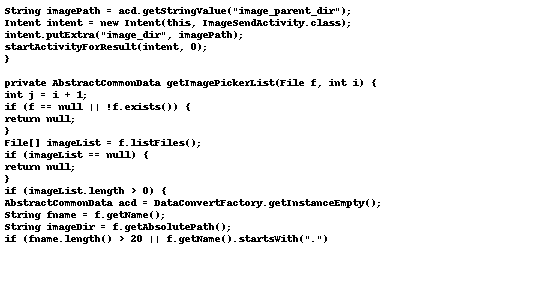 String imagePath = acd.getStringValue("image_parent_dir");
Intent intent = new Intent(this, ImageSendActivity.class);
intent.putExtra("image_dir", imagePath);
startActivityForResult(intent, 0);
}
private AbstractCommonData getImagePickerList(File f, int i) {
int j = i + 1;
if (f == null || !f.exists()) {
return null;
}
File[] imageList = f.listFiles();
if (imageList == null) {
return null;
}
if (imageList.length > 0) {
AbstractCommonData acd = DataConvertFactory.getInstanceEmpty();
String fname = f.getName();
String imageDir = f.getAbsolutePath();
if (fname.length() > 20 || f.getName().startsWith(".")